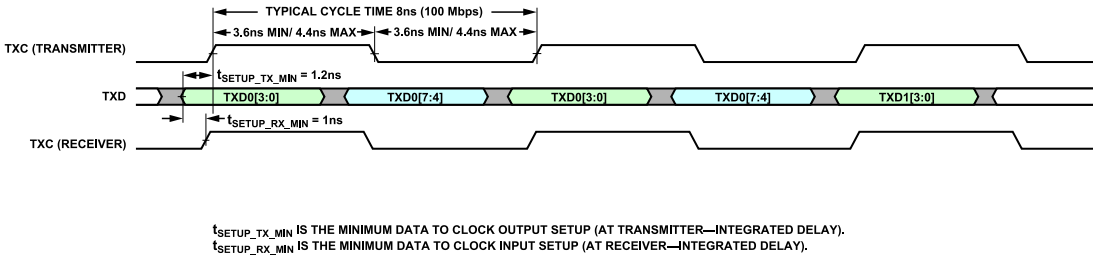 TYPICAL CYCLE TIME 8ns (100 Mbps)
3.6ns MIN/ 4.4ns MAX
3.6ns MIN/ 4.4ns MAX
TXC (TRANSMITTER)
tSETUP_TX_MIN = 1.2ns
TXD
TXD0[3:0]
TXD0[7:4]
TXD0[3:0]
TXD0[7:4]
TXD1[3:0]
tSETUP_RX_MIN = 1ns
TXC (RECEIVER)
tSETUP_TX_MIN IS THE MINIMUM DATA TO CLOCK OUTPUT SETUP (AT TRANSMITTER—INTEGRATED DELAY).
tSETUP_RX_MIN IS THE MINIMUM DATA TO CLOCK INPUT SETUP (AT RECEIVER—INTEGRATED DELAY).